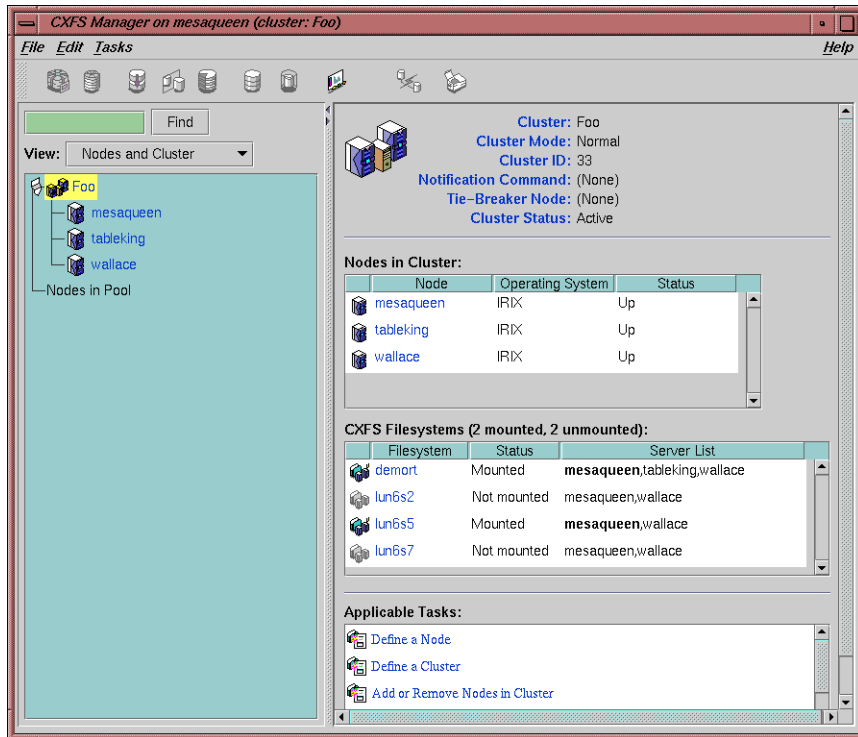 CXFS Manager on mesaqueen (cluster: Foo)
File Edit Tasks Help
Find
View: Nodes and Cluster
Foo
mesaqueen
tableking
wallace
Nodes in Pool
Cluster: Foo
Cluster Mode: Normal
Cluster ID: 33
Notification Command: (None)
Tie-Breaker Node: (None)
Cluster Status: Active
Nodes in Cluster:
Node Operating System Status
mesaqueen IRIX Up
tableking IRIX Up
wallace IRIX Up
CXFS Filesystems (2 mounted, 2 unmounted):
Filesystem Status Server List
demort Mounted mesaqueen,tableking,wallace
lun6s2 Not mounted mesaqueen,wallace
lun6s5 Mounted mesaqueen,wallace
lun6s7 Not mounted mesaqueen,wallace
Applicable Tasks:
Define a Node
Define a Cluster
Add or Remove Nodes in Cluster